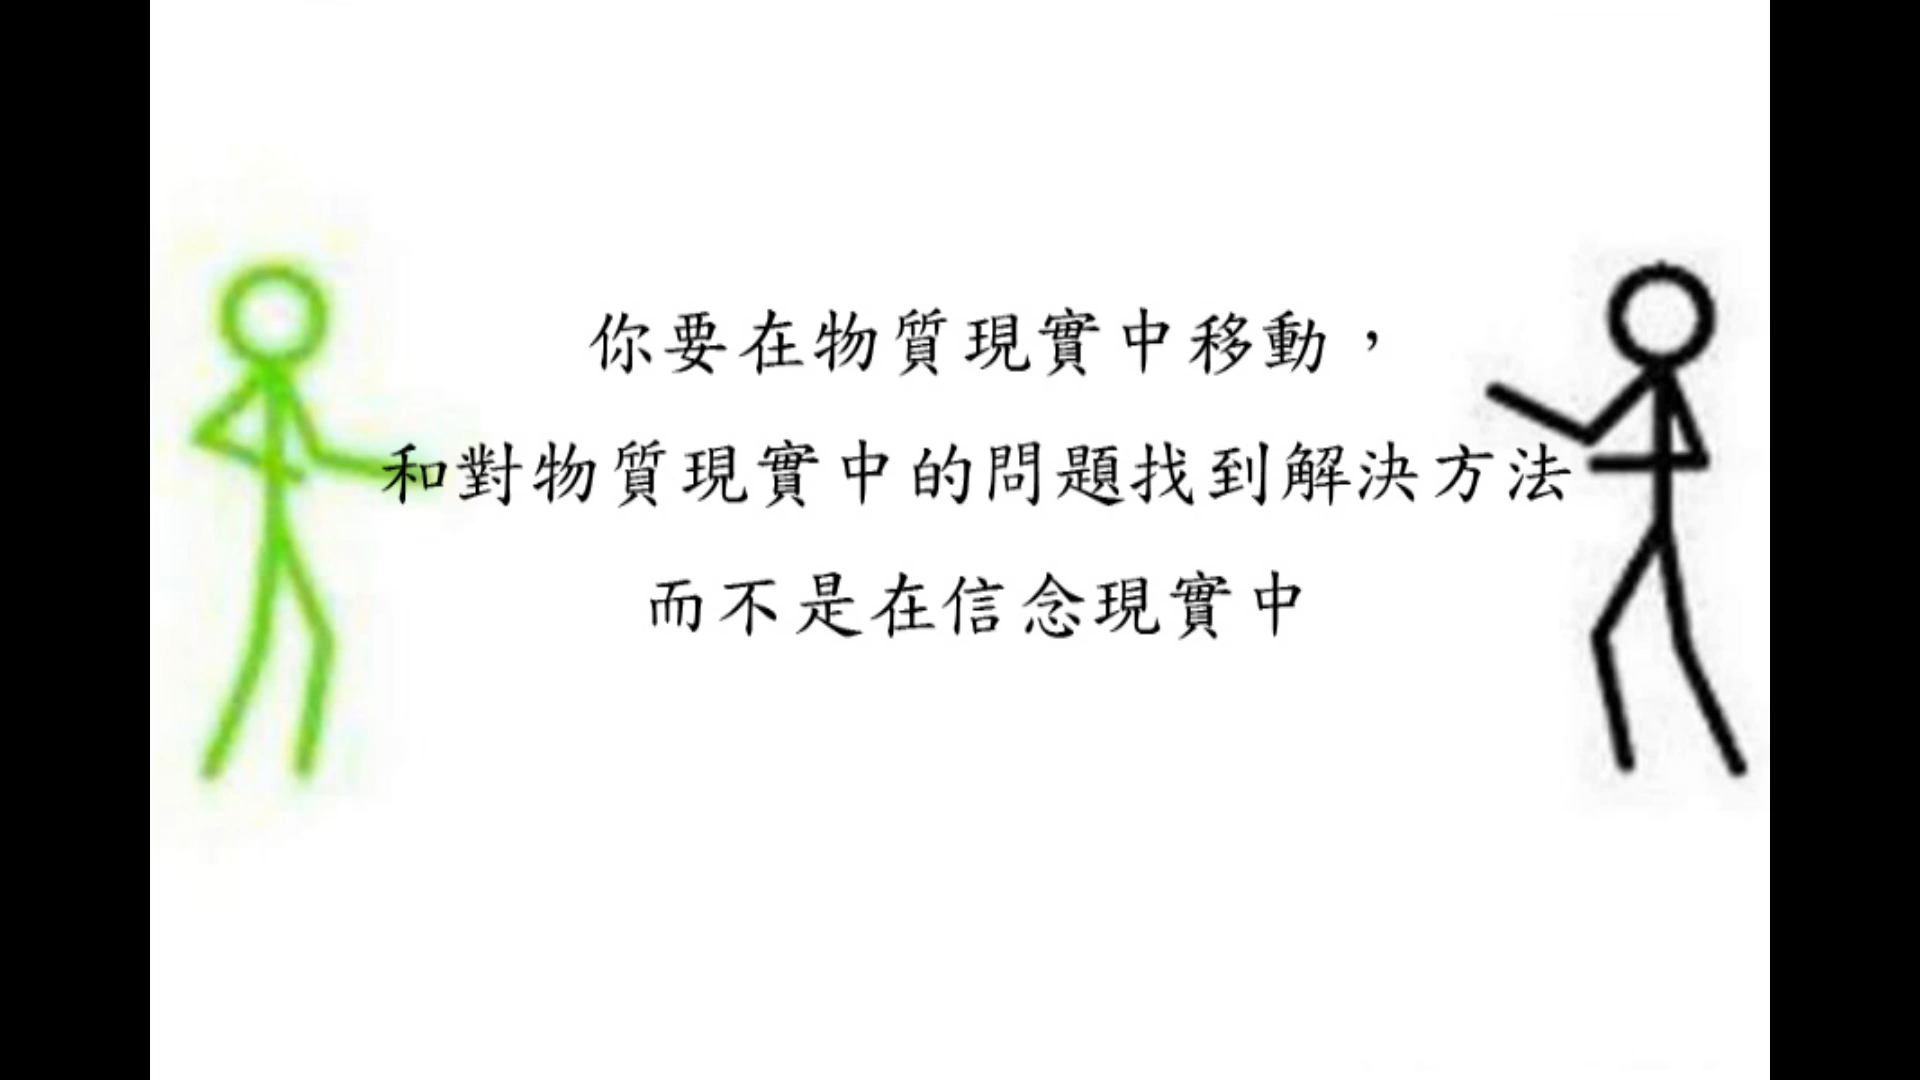 你要在物質現實中移動，
和對物質現實中的問題找到解決方法
而不是在信念現實中